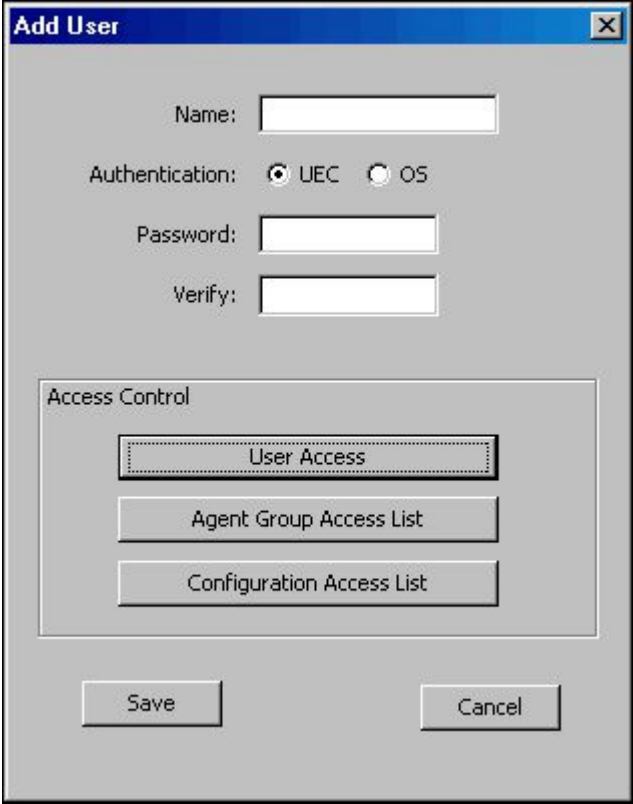 Add User
Name:
Authentication: UEC OS
Password:
Verify:
Access Control
User Access
Agent Group Access List
Configuration Access List
Save Cancel